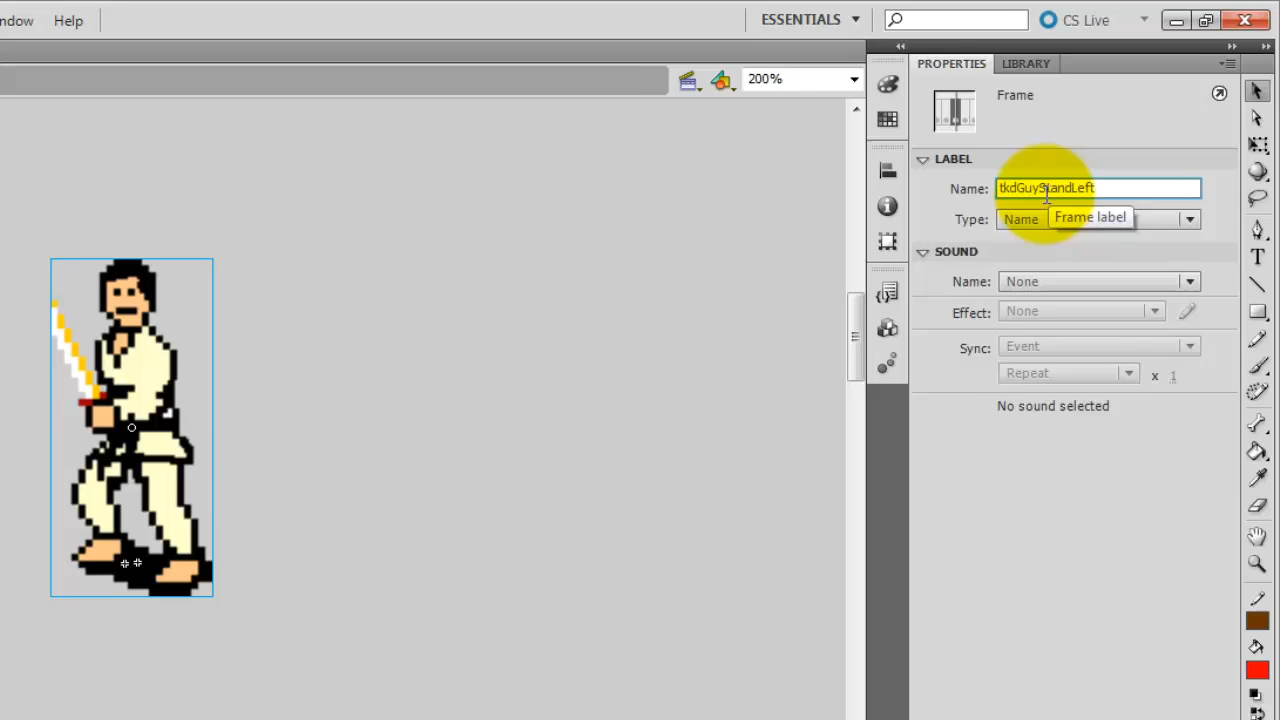 ndow Help ESSENTIALS CS Live
200%
PROPERTIES LIBRARY
Frame
LABEL
Name: tkdGuyStandLeft
Type: Name
Frame label
SOUND
Name: None
Effect: None
Sync: Event
Repeat x 1
No sound selected